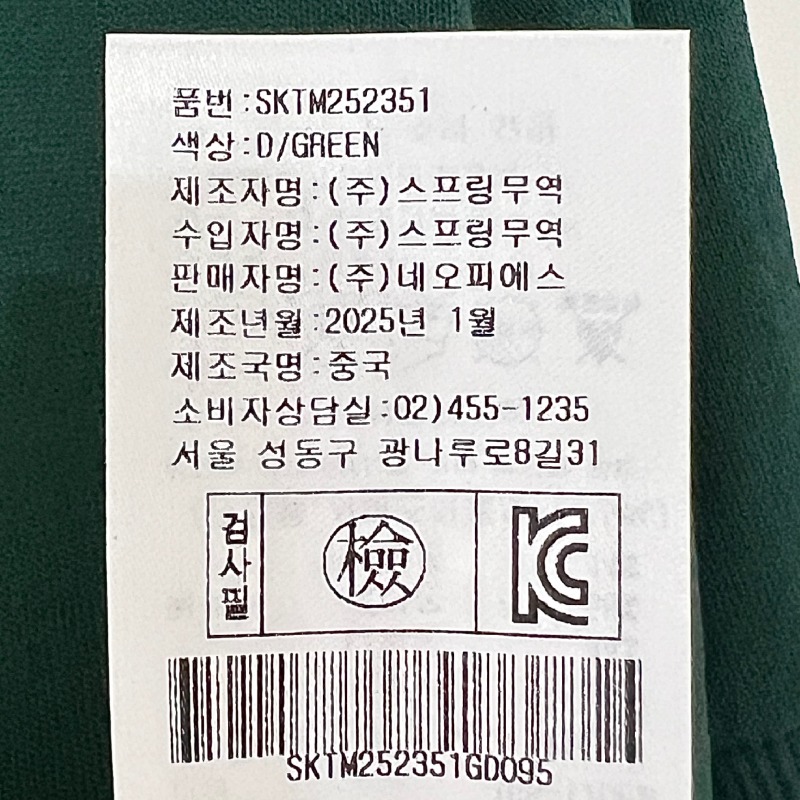 품번:SKTM252351
색상:D/GREEN
제조자명:(주)스프링무역
수입자명:(주)스프링무역
판매자명:(주)네오피에스
제조년월:2025년 1월
제조국명:중국
소비자상담실:02)455-1235
서울 성동구 광나루로8길31
검사필
檢
KC
SKTM252351GD095